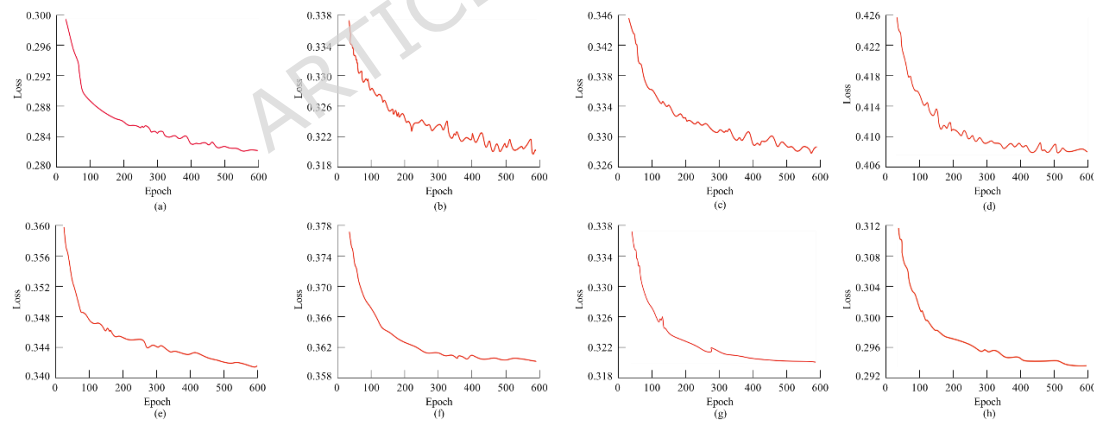 ARTIC
0.300
0.296
0.292
0.288
0.284
0.280
Loss
0 100 200 300 400 500 600
Epoch
(a)
0.338
0.334
0.330
0.326
0.322
0.318
Loss
0 100 200 300 400 500 600
Epoch
(b)
0.346
0.342
0.338
0.334
0.330
0.326
Loss
0 100 200 300 400 500 600
Epoch
(c)
0.426
0.422
0.418
0.414
0.410
0.406
Loss
0 100 200 300 400 500 600
Epoch
(d)
0.360
0.356
0.352
0.348
0.344
0.340
Loss
0 100 200 300 400 500 600
Epoch
(e)
0.378
0.374
0.370
0.366
0.362
0.358
Loss
0 100 200 300 400 500 600
Epoch
(f)
0.338
0.334
0.330
0.326
0.322
0.318
Loss
0 100 200 300 400 500 600
Epoch
(g)
0.312
0.308
0.304
0.300
0.296
0.292
Loss
0 100 200 300 400 500 600
Epoch
(h)